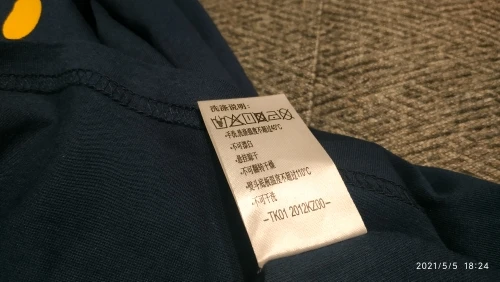 洗涤说明:
•手洗,洗涤温度不超过40℃
•不可漂白
•悬挂晾干
•不可翻转干燥
•熨斗底板温度不超过110℃
•不可干洗
–TK01 2012KZ00–
2021/5/5 18:24